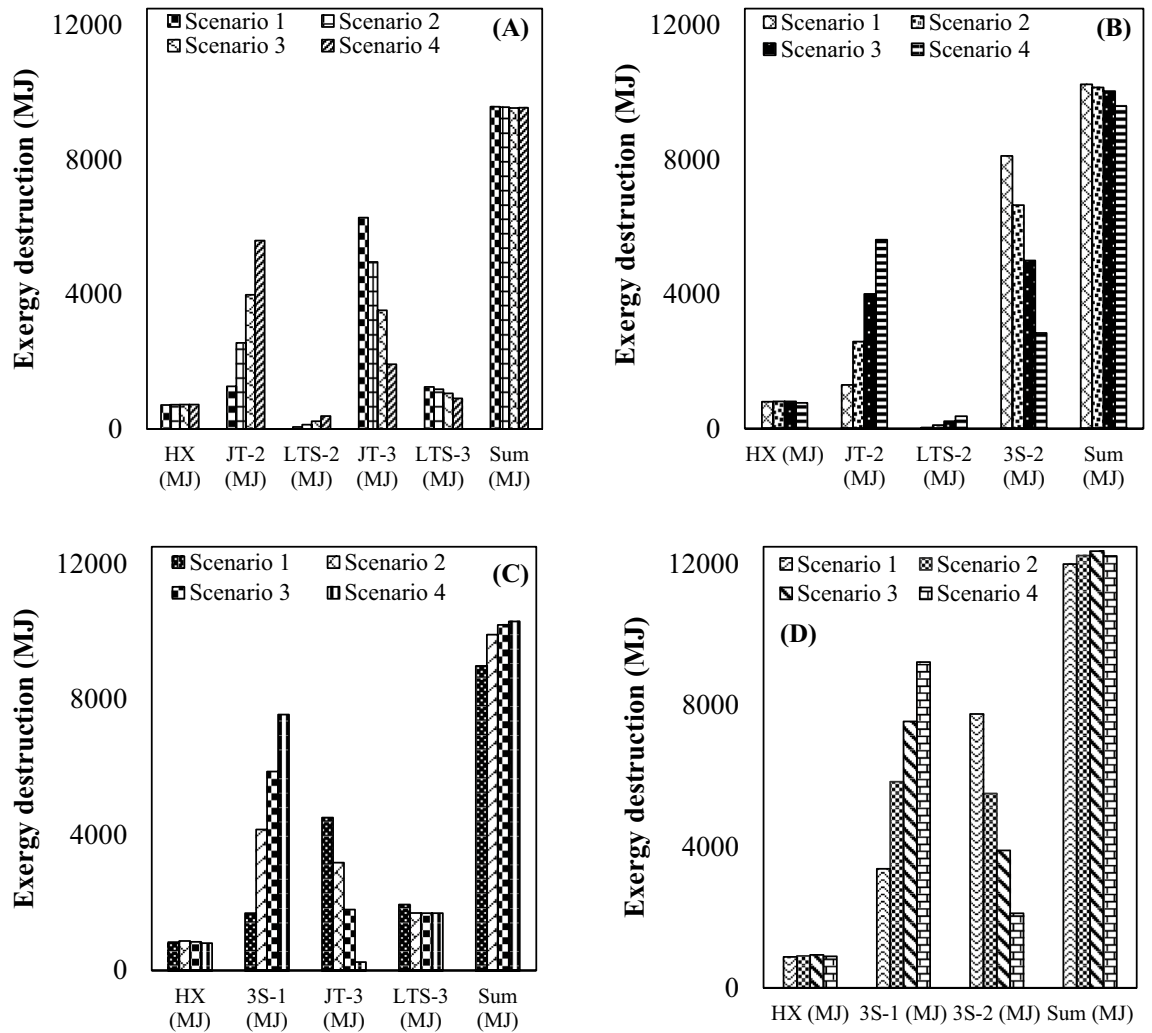 12000
Scenario 1 Scenario 2
Scenario 3 Scenario 4
(A)
8000
4000
0
Exergy destruction (MJ)
HX JT-2 LTS-2 JT-3 LTS-3 Sum
(MJ) (MJ) (MJ) (MJ) (MJ) (MJ)
12000
Scenario 1 Scenario 2
Scenario 3 Scenario 4
(B)
8000
4000
0
Exergy destruction (MJ)
HX (MJ) JT-2 LTS-2 3S-2 Sum
(MJ) (MJ) (MJ) (MJ)
12000
Scenario 1 Scenario 2
Scenario 3 Scenario 4
(C)
8000
4000
0
Exergy destruction (MJ)
HX 3S-1 JT-3 LTS-3 Sum
(MJ) (MJ) (MJ) (MJ) (MJ)
12000
Scenario 1 Scenario 2
Scenario 3 Scenario 4
(D)
8000
4000
0
Exergy destruction (MJ)
HX (MJ) 3S-1 (MJ) 3S-2 (MJ) Sum (MJ)